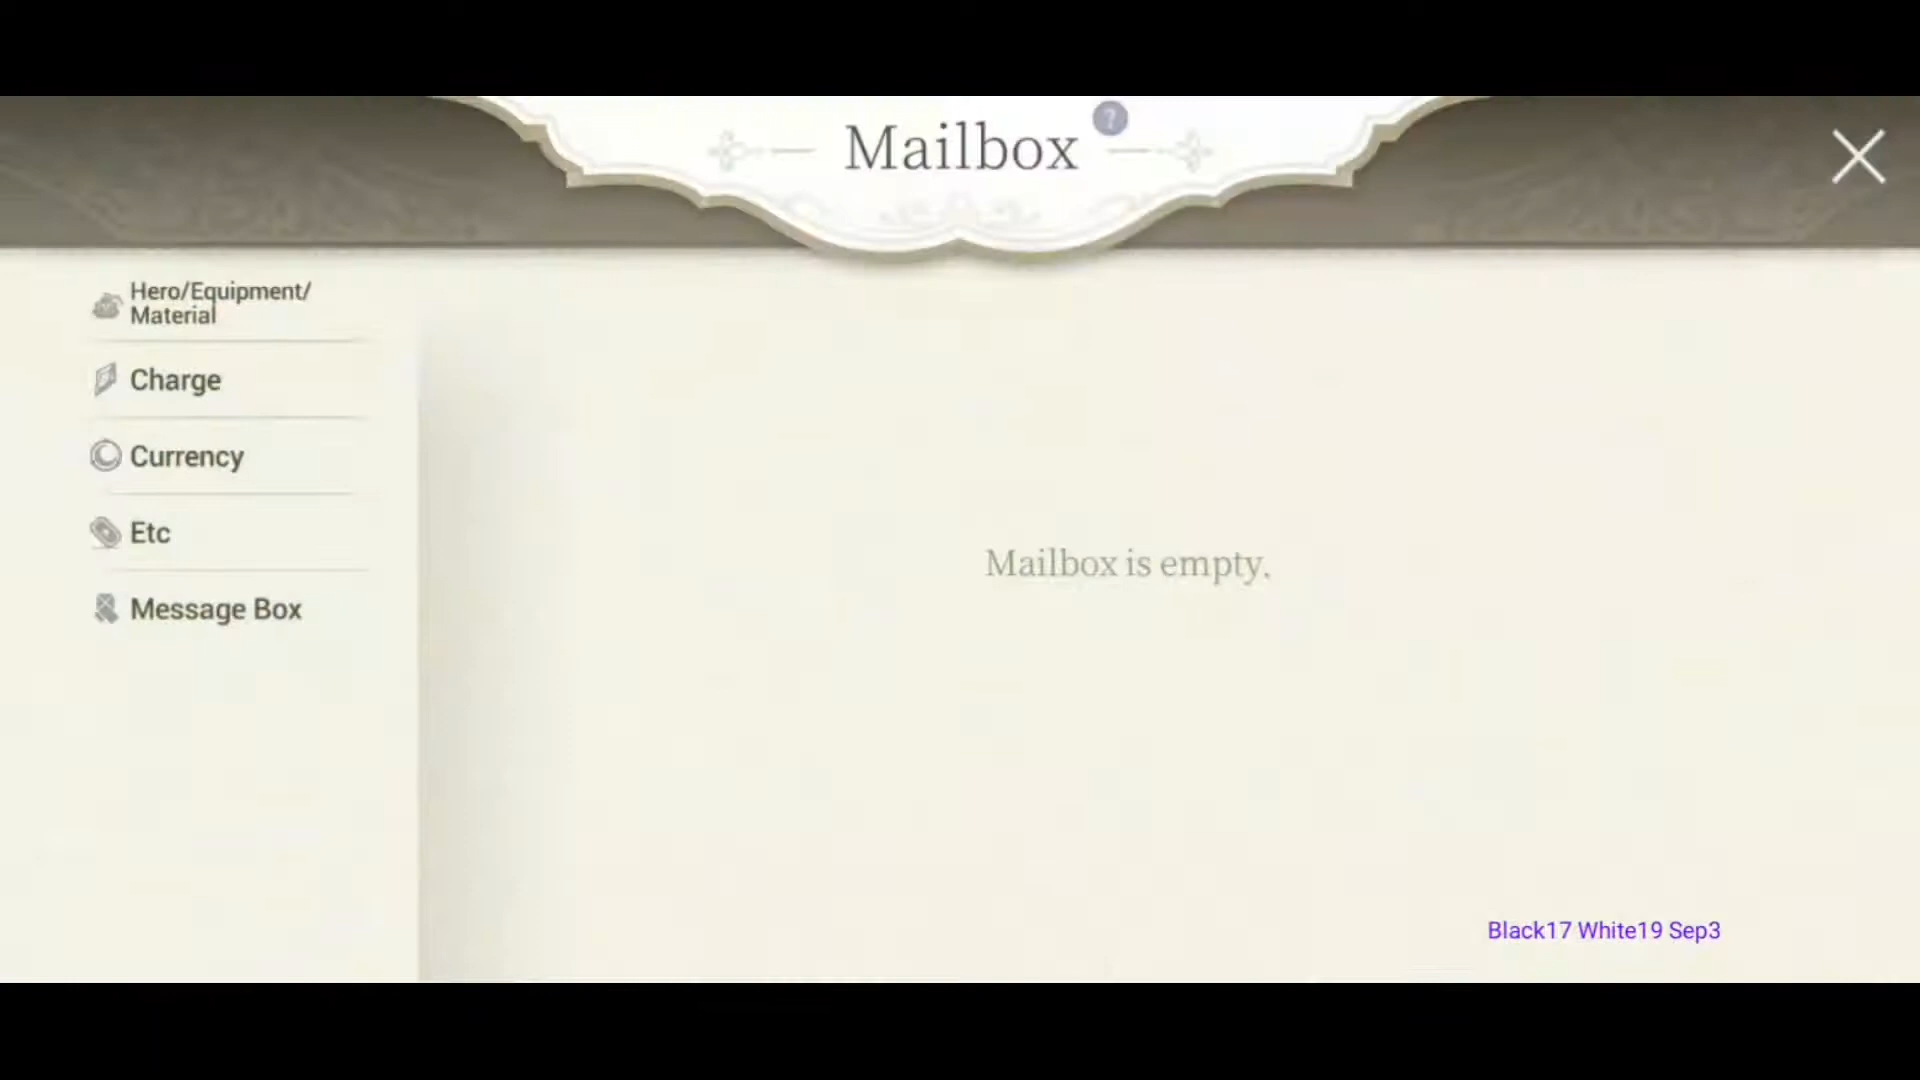 Mailbox
?
Hero/Equipment/
Material
Charge
Currency
Etc
Message Box
Mailbox is empty.
Black17 White19 Sep3